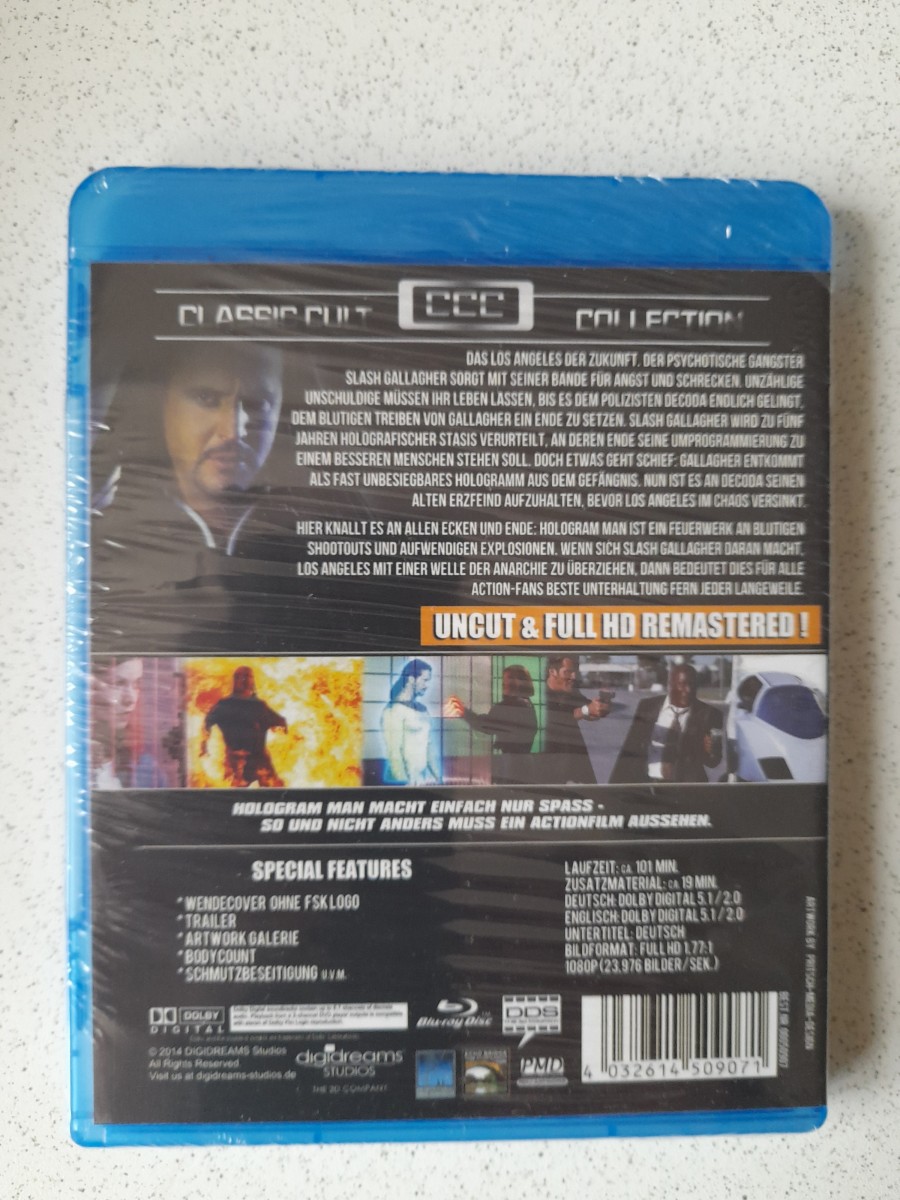 CLASSIC CULT CCC COLLECTION
DAS LOS ANGELES DER ZUKUNFT. DER PSYCHOTISCHE GANGSTER
SLASH GALLAGHER SORGT MIT SEINER BANDE FÜR ANGST UND SCHRECKEN. UNZÄHLIGE
UNSCHULDIGE MÜSSEN IHR LEBEN LASSEN, BIS ES DEM POLIZISTEN DECODA ENDLICH GELINGT,
DEM BLUTIGEN TREIBEN VON GALLAGHER EIN ENDE ZU SETZEN. SLASH GALLAGHER WIRD ZU FÜNF
JAHREN HOLOGRAFISCHER STASIS VERURTEILT, AN DEREN ENDE SEINE UMPROGRAMMIERUNG ZU
EINEM BESSEREN MENSCHEN STEHEN SOLL. DOCH ETWAS GEHT SCHIEF: GALLAGHER ENTKOMMT
ALS FAST UNBESIEGBARES HOLOGRAMM AUS DEM GEFÄNGNIS. NUN IST ES AN DECODA SEINEN
ALTEN ERZFEIND AUFZUHALTEN, BEVOR LOS ANGELES IM CHAOS VERSINKT.
HIER KNALLT ES AN ALLEN ECKEN UND ENDE: HOLOGRAM MAN IST EIN FEUERWERK AN BLUTIGEN
SHOOTOUTS UND AUFWENDIGEN EXPLOSIONEN. WENN SICH SLASH GALLAGHER DARAN MACHT,
LOS ANGELES MIT EINER WELLE DER ANARCHIE ZU ÜBERZIEHEN, DANN BEDEUTET DIES FÜR ALLE
ACTION-FANS BESTE UNTERHALTUNG FERN JEDER LANGEWEILE.
UNCUT & FULL HD REMASTERED !
HOLOGRAM MAN MACHT EINFACH NUR SPASS -
SO UND NICHT ANDERS MUSS EIN ACTIONFILM AUSSEHEN.
SPECIAL FEATURES
* WENDECOVER OHNE FSK LOGO
* TRAILER
* ARTWORK GALERIE
* BODYCOUNT
* SCHMUTZBESEITIGUNG U.V.M.
LAUFZEIT: CA. 101 MIN.
ZUSATZMATERIAL: CA 19 MIN.
DEUTSCH: DOLBY DIGITAL 5.1 / 2.0
ENGLISCH: DOLBY DIGITAL 5.1 / 2.0
UNTERTITEL: DEUTSCH
BILDFORMAT: FULL HD 1.77:1
1080P (23,976 BILDER/SEK.)
ARTWORK BY PRITSCH-MEDIA-DESIGN
DOLBY
DIGITAL
Blu-ray Disc
DDS
© 2014 DIGIDREAMS Studios
All Rights Reserved
Visit us at digidreams-studios.de
digidreams
STUDIOS
THE 3D COMPANY
PMD
4 032614 509071